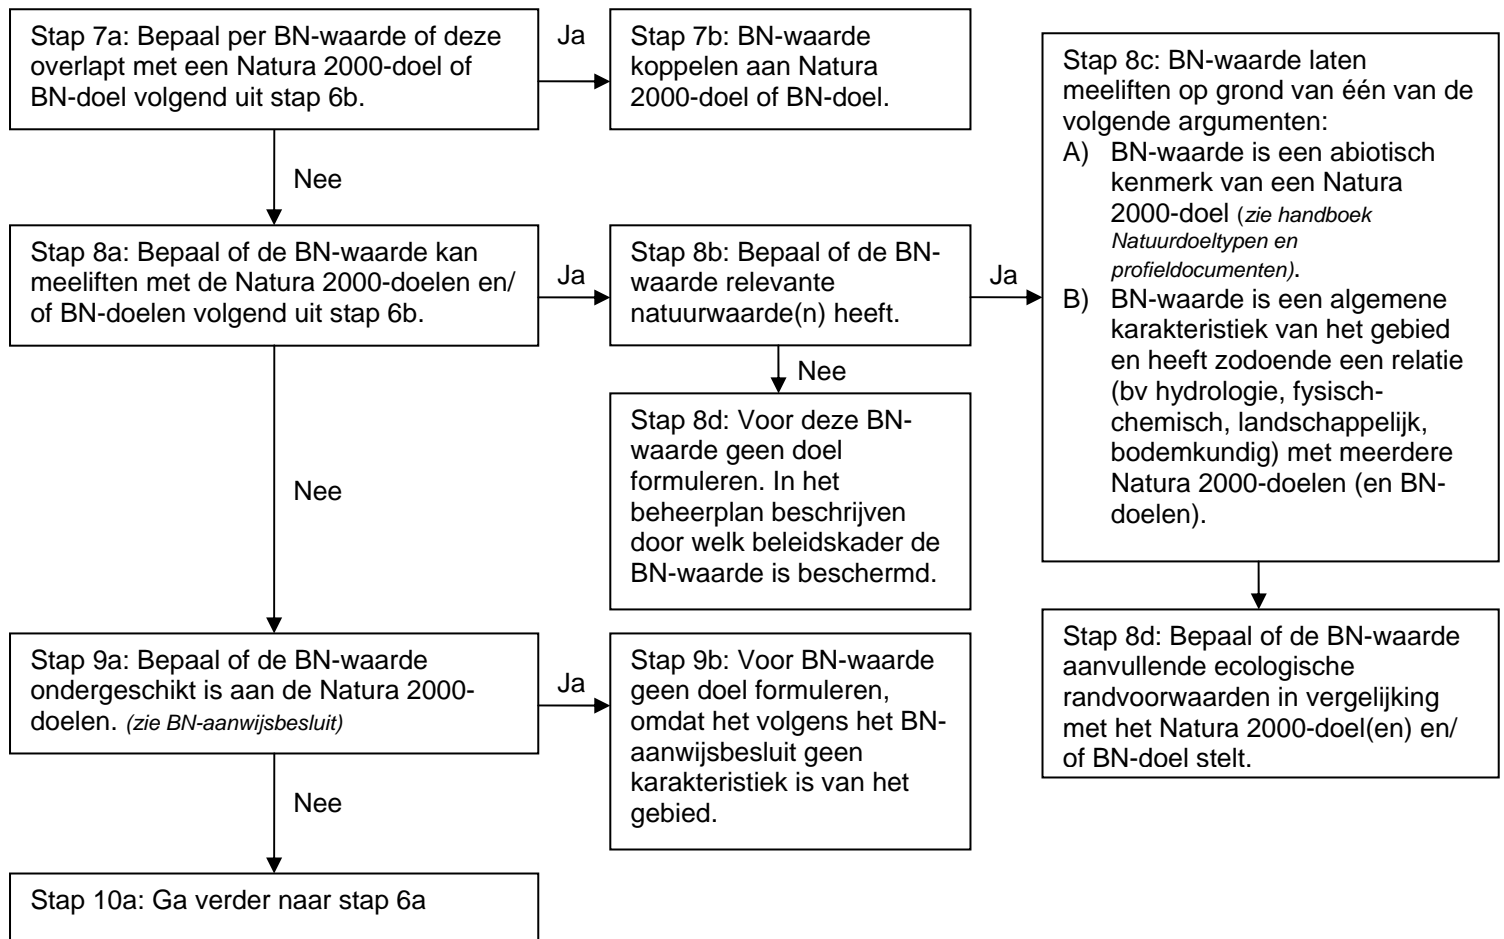 Stap 7a: Bepaal per BN-waarde of deze
overlapt met een Natura 2000-doel of
BN-doel volgend uit stap 6b.
Ja
Stap 7b: BN-waarde
koppelen aan Natura
2000-doel of BN-doel.
Nee
Stap 8a: Bepaal of de BN-waarde kan
meeliften met de Natura 2000-doelen en/
of BN-doelen volgend uit stap 6b.
Ja
Stap 8b: Bepaal of de BN-
waarde relevante
natuurwaarde(n) heeft.
Ja
Stap 8c: BN-waarde laten
meeliften op grond van één van de
volgende argumenten:
A) BN-waarde is een abiotisch
kenmerk van een Natura
2000-doel (zie handboek
Natuurdoeltypen en
profieldocumenten).
B) BN-waarde is een algemene
karakteristiek van het gebied
en heeft zodoende een relatie
(bv hydrologie, fysisch-
chemisch, landschappelijk,
bodemkundig) met meerdere
Natura 2000-doelen (en BN-
doelen).
Nee
Stap 8d: Voor deze BN-
waarde geen doel
formuleren. In het
beheerplan beschrijven
door welk beleidskader de
BN-waarde is beschermd.
Nee
Stap 8d: Bepaal of de BN-waarde
aanvullende ecologische
randvoorwaarden in vergelijking
met het Natura 2000-doel(en) en/
of BN-doel stelt.
Stap 9a: Bepaal of de BN-waarde
ondergeschikt is aan de Natura 2000-
doelen. (zie BN-aanwijsbesluit)
Ja
Stap 9b: Voor BN-waarde
geen doel formuleren,
omdat het volgens het BN-
aanwijsbesluit geen
karakteristiek is van het
gebied.
Nee
Stap 10a: Ga verder naar stap 6a